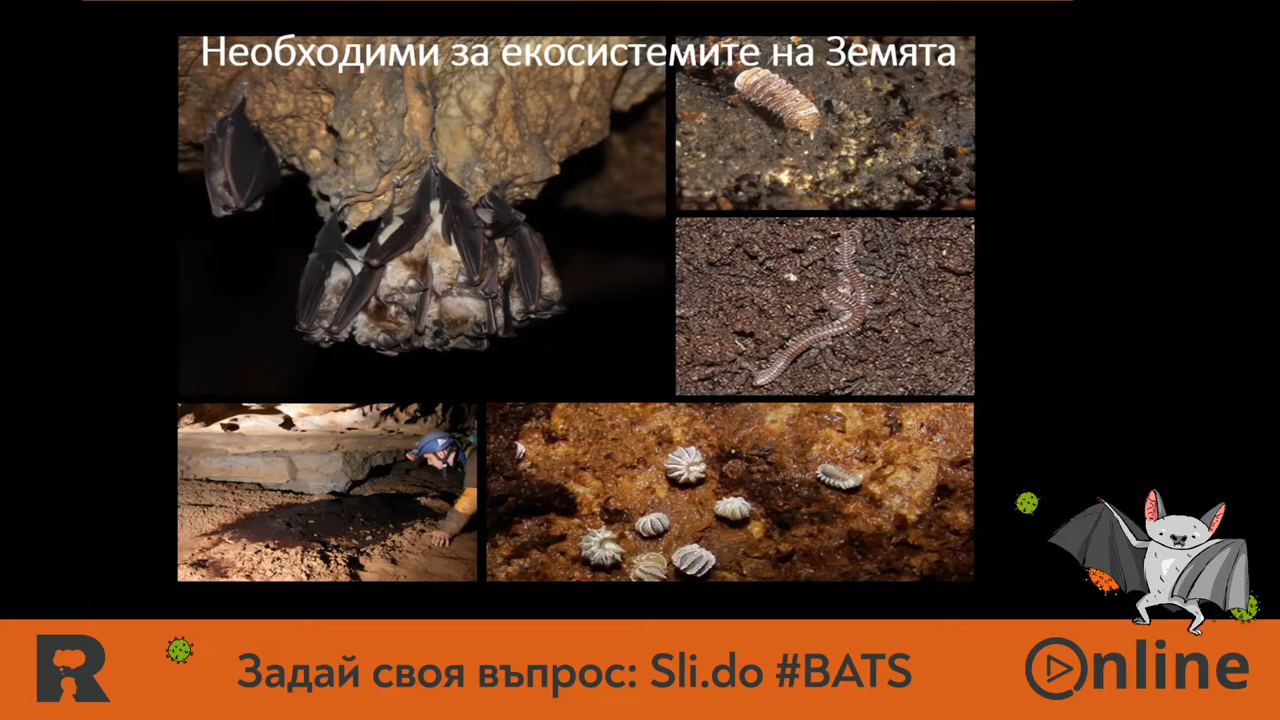 Необходими за екосистемите на Земята
R
Задай своя въпрос: Sli.do #BATS
Online